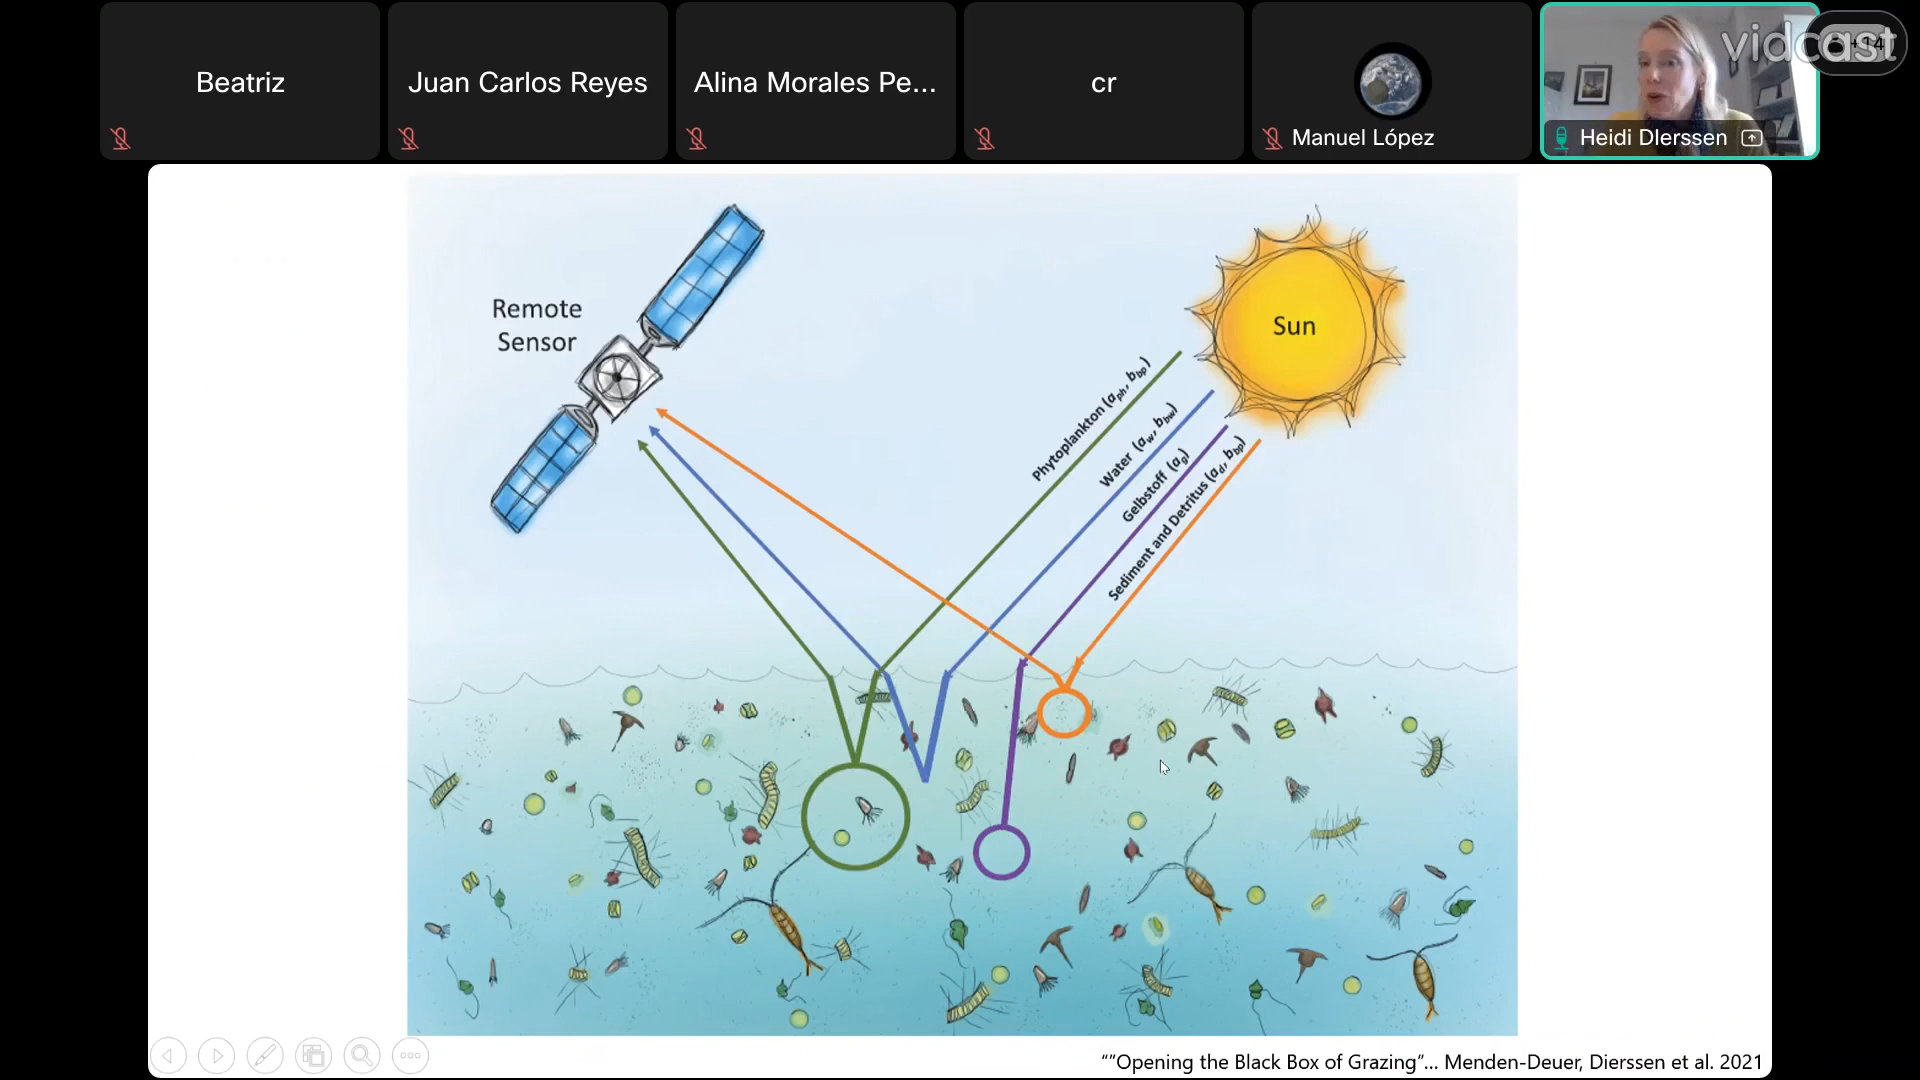 Beatriz
Juan Carlos Reyes
Alina Morales Pe...
cr
Manuel López
Heidi DIerssen
vidcast
+14
Remote
Sensor
Sun
Phytoplankton (aph, bbp)
Water (aw, bbw)
Gelbstoff (ag)
Sediment and Detritus (ad, bbp)
““Opening the Black Box of Grazing”... Menden-Deuer, Dierssen et al. 2021